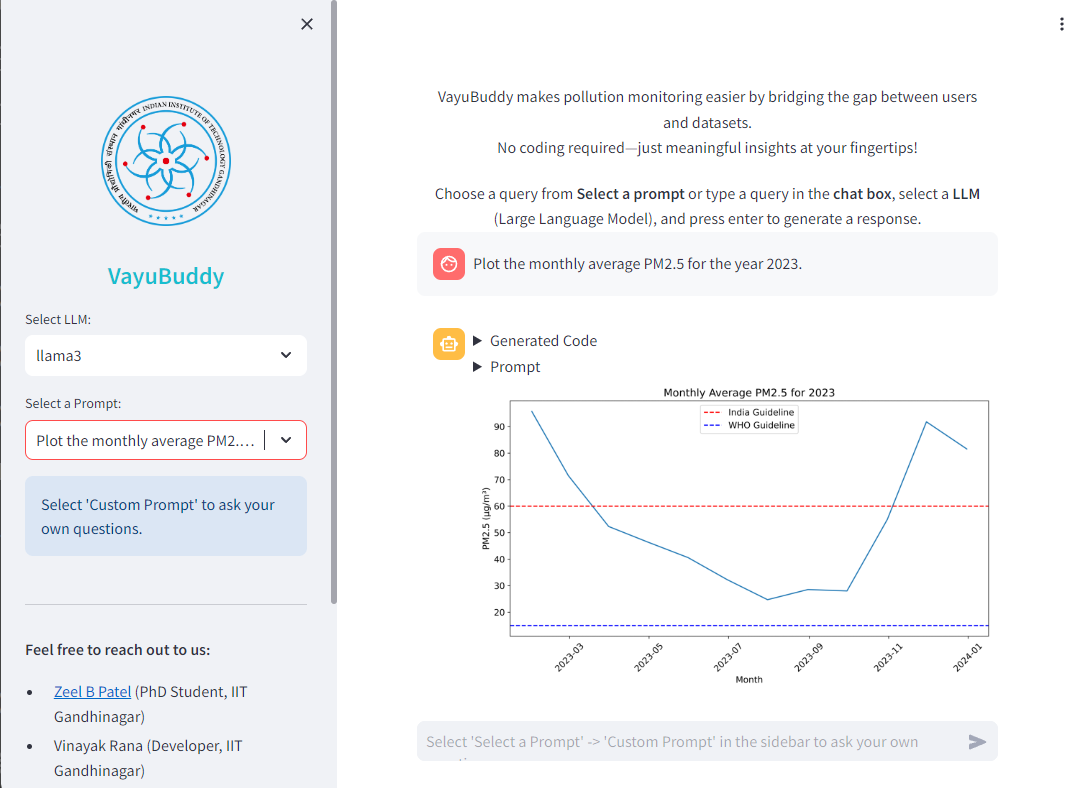 भारतीय प्रौद्योगिकी संस्थान गांधीनगर
INDIAN INSTITUTE OF TECHNOLOGY GANDHINAGAR
VayuBuddy
Select LLM:
llama3
Select a Prompt:
Plot the monthly average PM2....
Select 'Custom Prompt' to ask your
own questions.
Feel free to reach out to us:
Zeel B Patel (PhD Student, IIT
Gandhinagar)
Vinayak Rana (Developer, IIT
Gandhinagar)
VayuBuddy makes pollution monitoring easier by bridging the gap between users
and datasets.
No coding required—just meaningful insights at your fingertips!
Choose a query from Select a prompt or type a query in the chat box, select a LLM
(Large Language Model), and press enter to generate a response.
Plot the monthly average PM2.5 for the year 2023.
Generated Code
Prompt
Monthly Average PM2.5 for 2023
India Guideline
WHO Guideline
PM2.5 (µg/m³)
90
80
70
60
50
40
30
20
2023-03
2023-05
2023-07
2023-09
2023-11
2024-01
Month
Select 'Select a Prompt' -> 'Custom Prompt' in the sidebar to ask your own